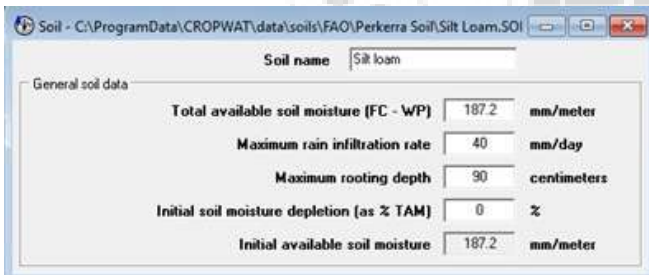 Soil - C:\ProgramData\CROPWAT\data\soils\FAO\Perkerra Soil\Silt Loam.SOI
Soil name Silt loam
General soil data
Total available soil moisture (FC - WP) 187.2 mm/meter
Maximum rain infiltration rate 40 mm/day
Maximum rooting depth 90 centimeters
Initial soil moisture depletion (as % TAM) 0 %
Initial available soil moisture 187.2 mm/meter